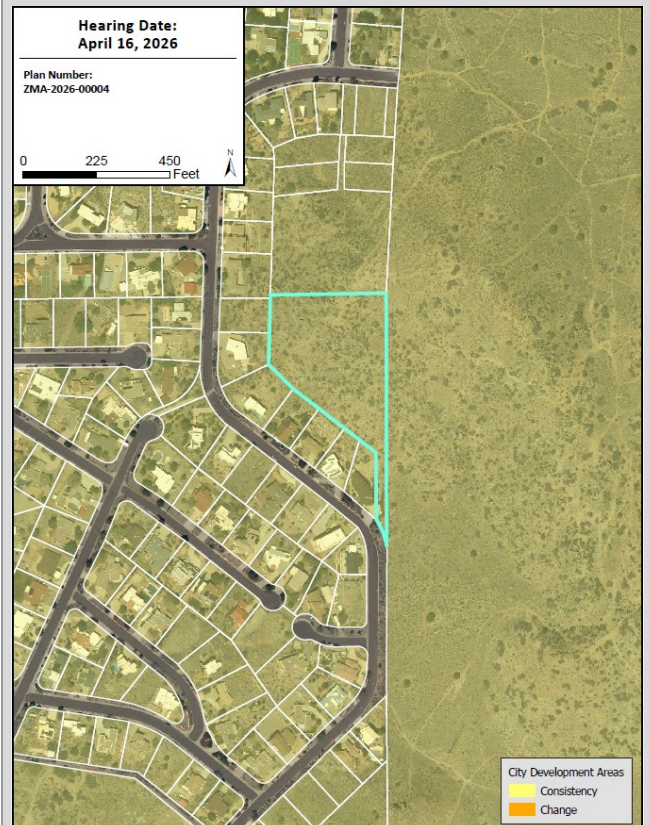 Hearing Date:
April 16, 2026
Plan Number:
ZMA-2026-00004
0 225 450
Feet
N
City Development Areas
Consistency
Change